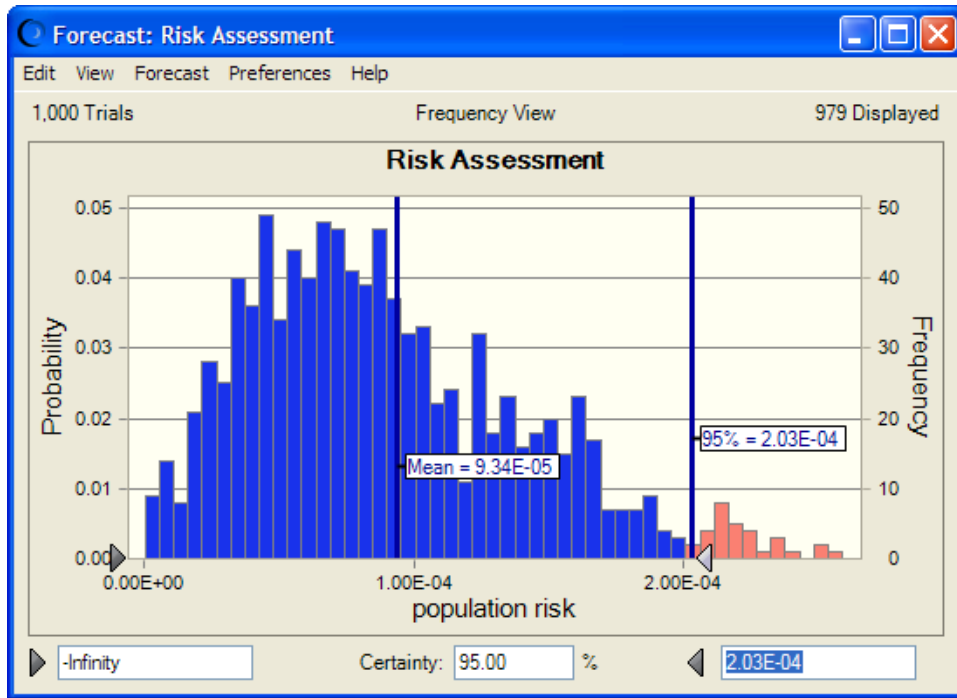 Forecast: Risk Assessment
Edit View Forecast Preferences Help
1,000 Trials Frequency View 979 Displayed
Risk Assessment
0.05 50
0.04 40
0.03 30
0.02 20
0.01 10
0.00 0
Probability
Frequency
95% = 2.03E-04
Mean = 9.34E-05
0.00E+00 1.00E-04 2.00E-04
population risk
-Infinity Certainty: 95.00 % 2.03E-04